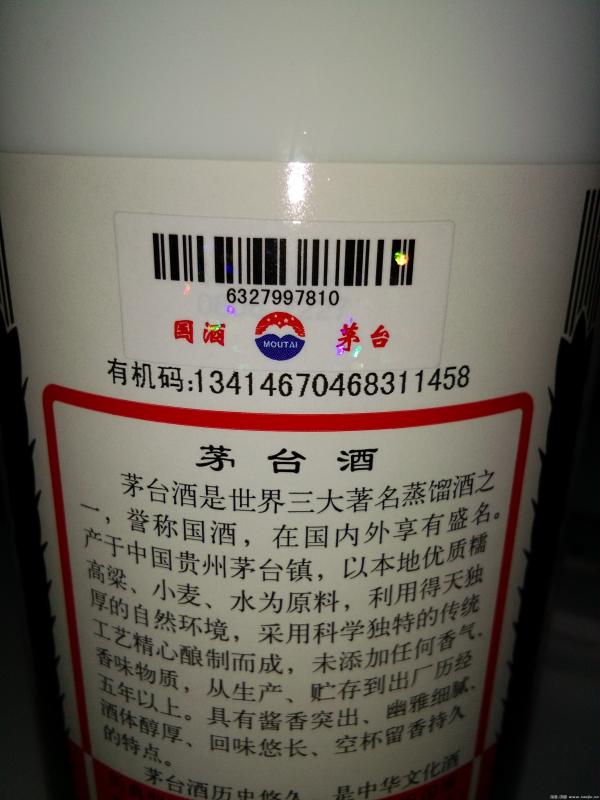 6327997810
国酒 MOUTAI 茅台
有机码:13414670468311458
茅台酒
茅台酒是世界三大著名蒸馏酒之
一，誉称国酒，在国内外享有盛名。
产于中国贵州茅台镇，以本地优质糯
高粱、小麦、水为原料，利用得天独
厚的自然环境，采用科学独特的传统
工艺精心酿制而成，未添加任何香气、
香味物质，从生产、贮存到出厂历经
五年以上。具有酱香突出、幽雅细腻、
酒体醇厚、回味悠长、空杯留香持久
的特点。
茅台酒历史悠久，是中华文化酒